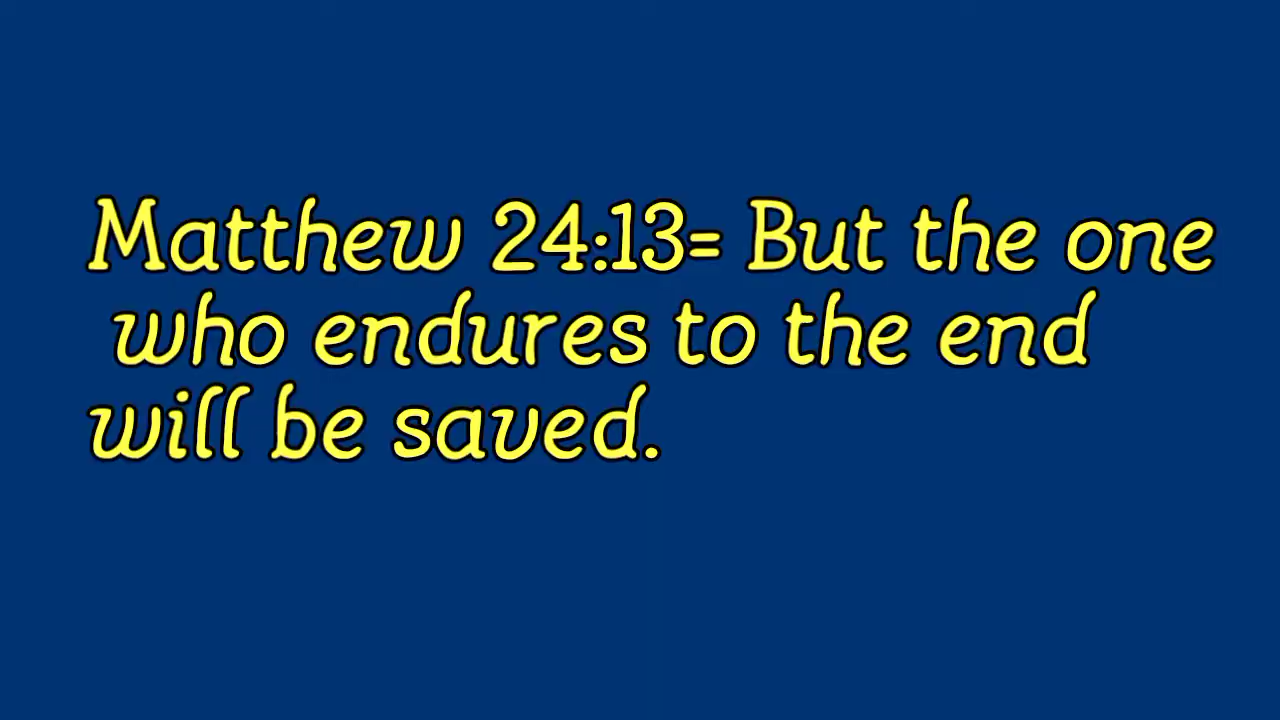 Matthew 24:13= But the one
who endures to the end
will be saved.